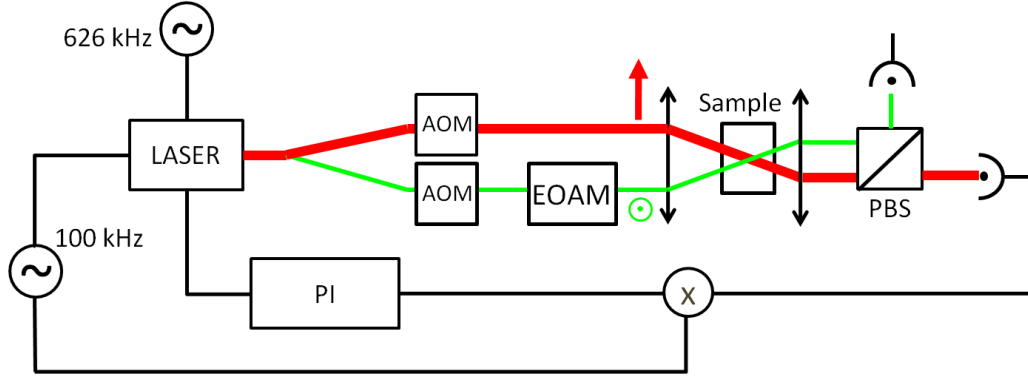 626 kHz
AOM
Sample
LASER
AOM
EOAM
PBS
100 kHz
PI
X